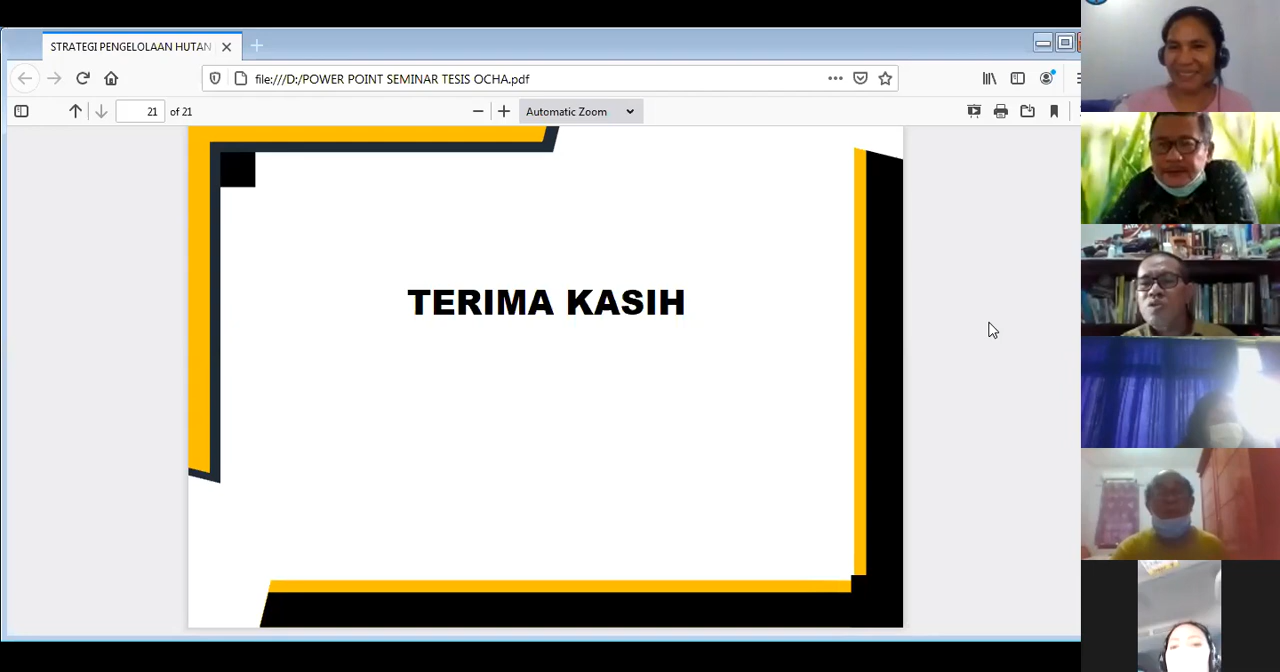 STRATEGI PENGELOLAAN HUTAN
file:///D:/POWER POINT SEMINAR TESIS OCHA.pdf
21 of 21
Automatic Zoom
TERIMA KASIH